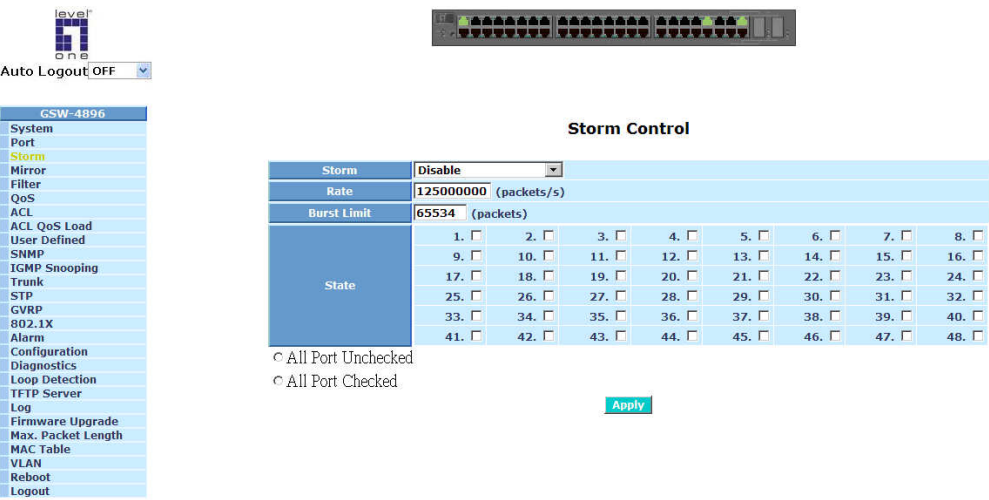 level
one
Auto Logout OFF
GSW-4896
System
Port
Storm
Mirror
Filter
QoS
ACL
ACL QoS Load
User Defined
SNMP
IGMP Snooping
Trunk
STP
GVRP
802.1X
Alarm
Configuration
Diagnostics
Loop Detection
TFTP Server
Log
Firmware Upgrade
Max. Packet Length
MAC Table
VLAN
Reboot
Logout
Storm Control
Storm Disable
Rate 125000000 (packets/s)
Burst Limit 65534 (packets)
State
1. 2. 3. 4. 5. 6. 7. 8.
9. 10. 11. 12. 13. 14. 15. 16.
17. 18. 19. 20. 21. 22. 23. 24.
25. 26. 27. 28. 29. 30. 31. 32.
33. 34. 35. 36. 37. 38. 39. 40.
41. 42. 43. 44. 45. 46. 47. 48.
All Port Unchecked
All Port Checked
Apply